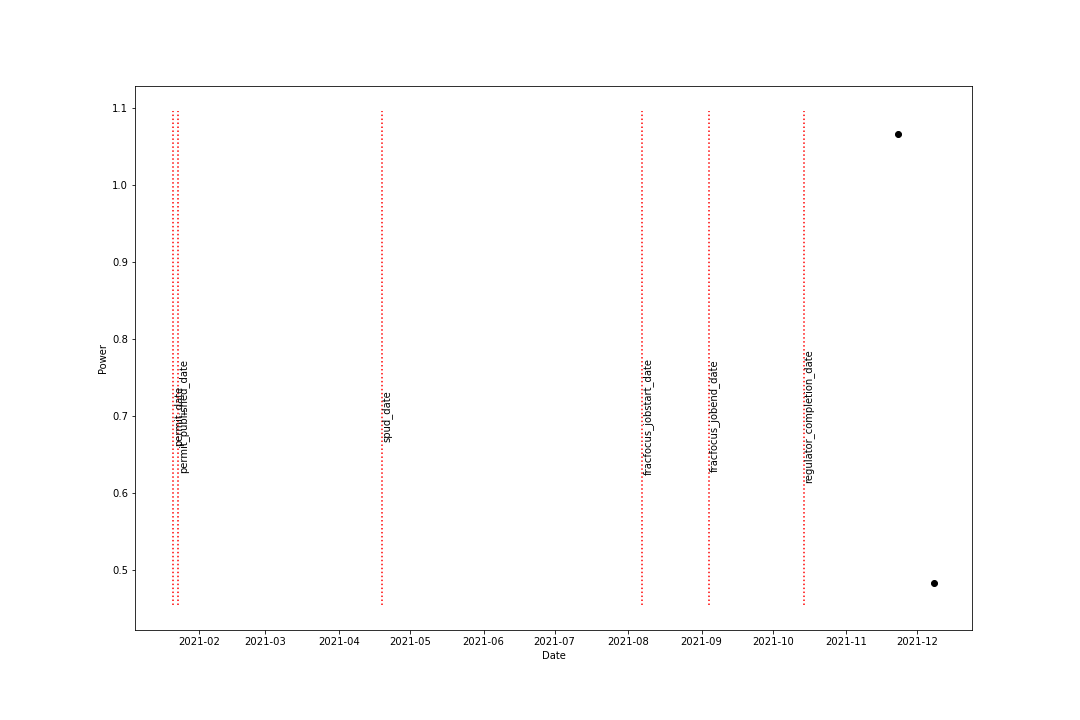 1.1
1.0
0.9
0.8
0.7
0.6
0.5
Power
permit_date
permit_published_date
spud_date
fracfocus_jobstart_date
fracfocus_jobend_date
regulator_completion_date
2021-02 2021-03 2021-04 2021-05 2021-06 2021-07 2021-08 2021-09 2021-10 2021-11 2021-12
Date